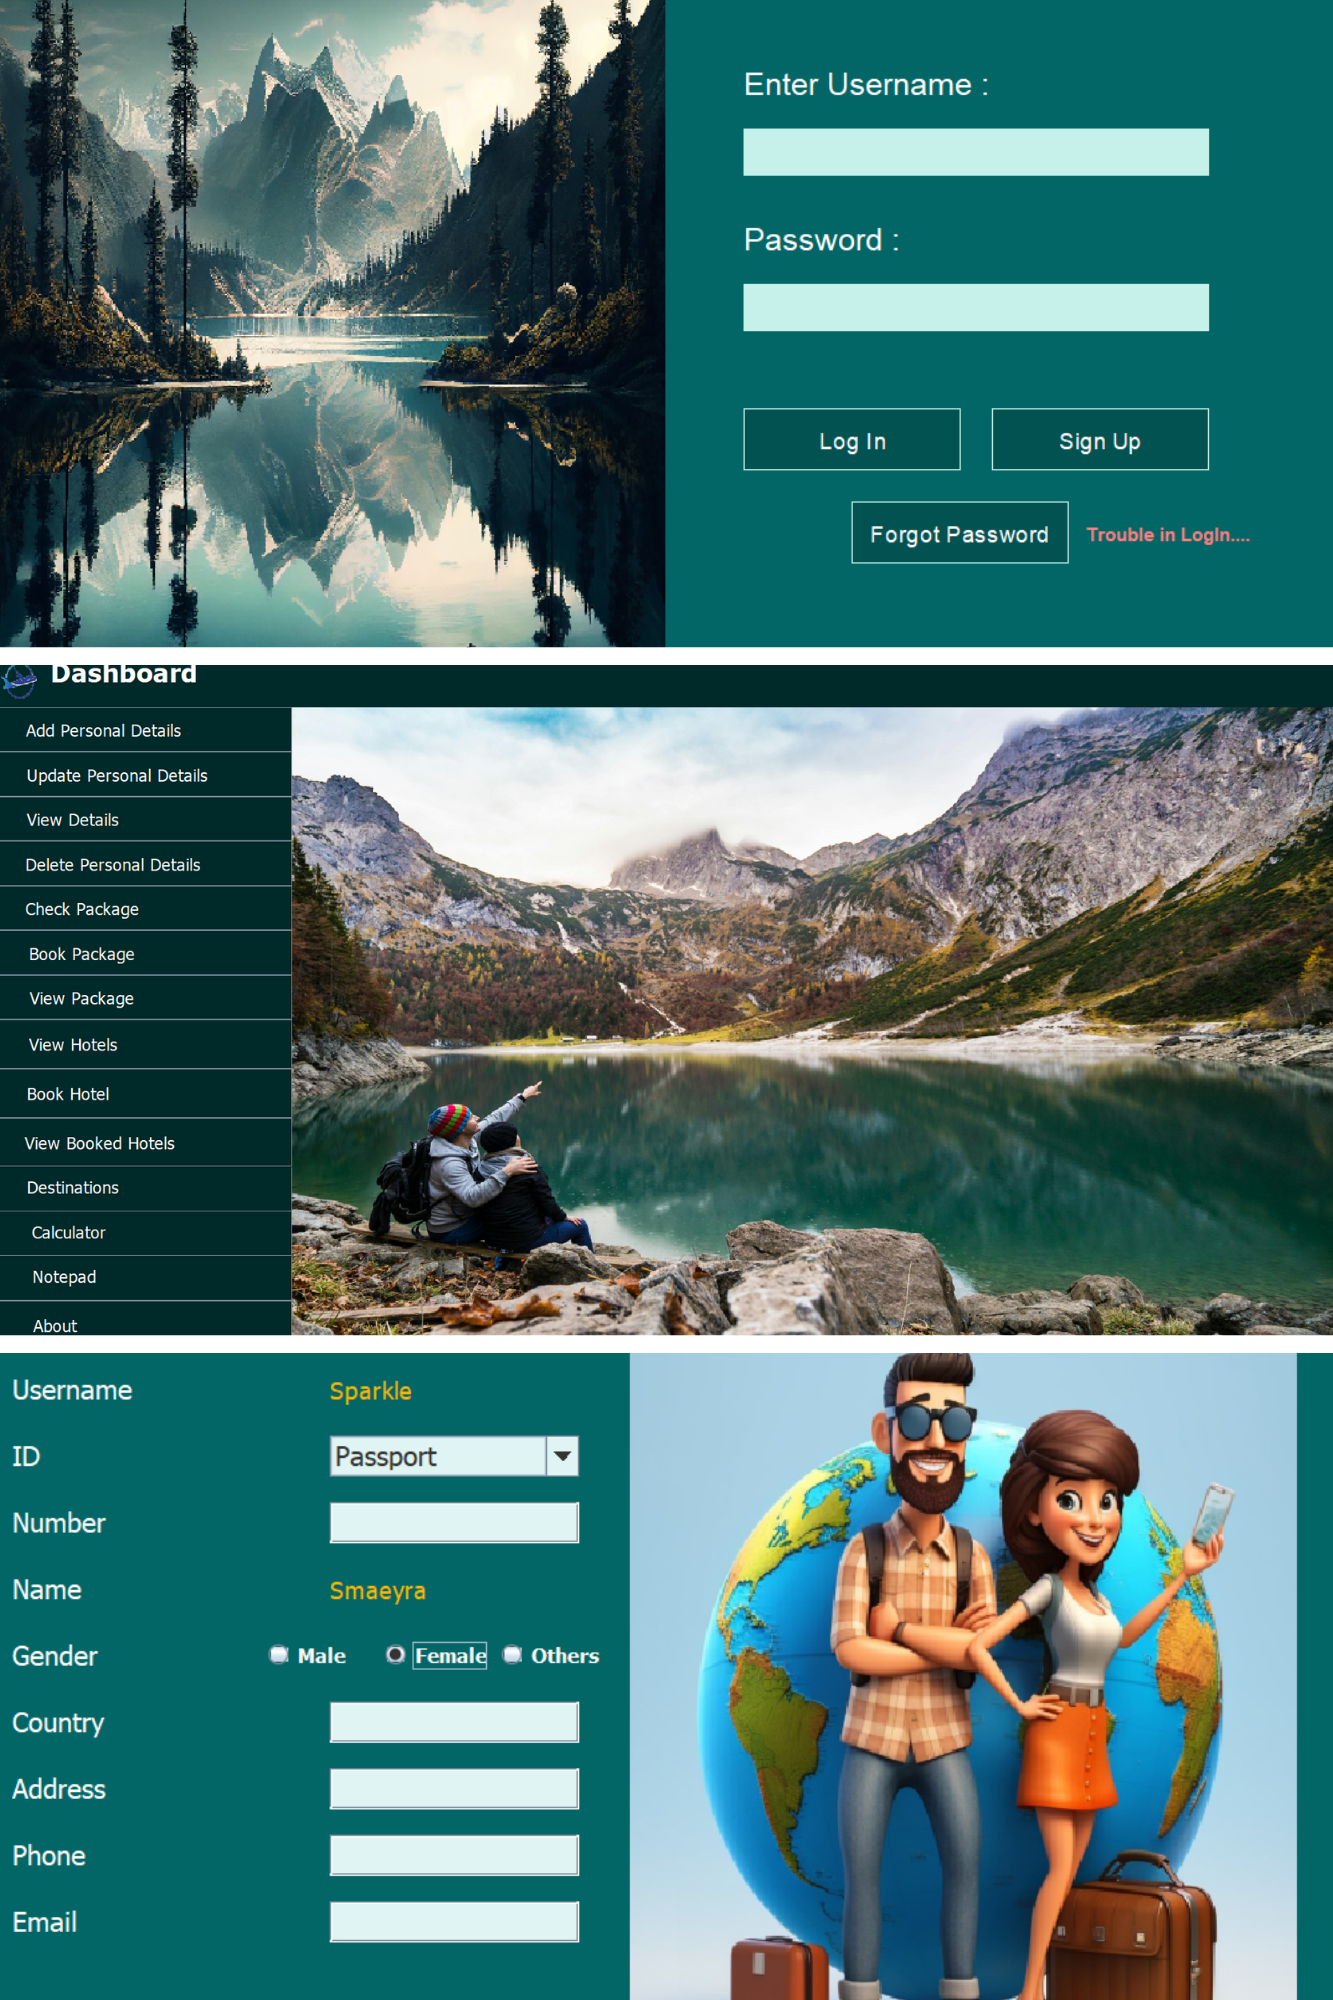 Enter Username :
Password :
Log In
Sign Up
Forgot Password
Trouble in LogIn....
Dashboard
Add Personal Details
Update Personal Details
View Details
Delete Personal Details
Check Package
Book Package
View Package
View Hotels
Book Hotel
View Booked Hotels
Destinations
Calculator
Notepad
About
Username Sparkle
ID Passport
Number
Name Smaeyra
Gender Male Female Others
Country
Address
Phone
Email